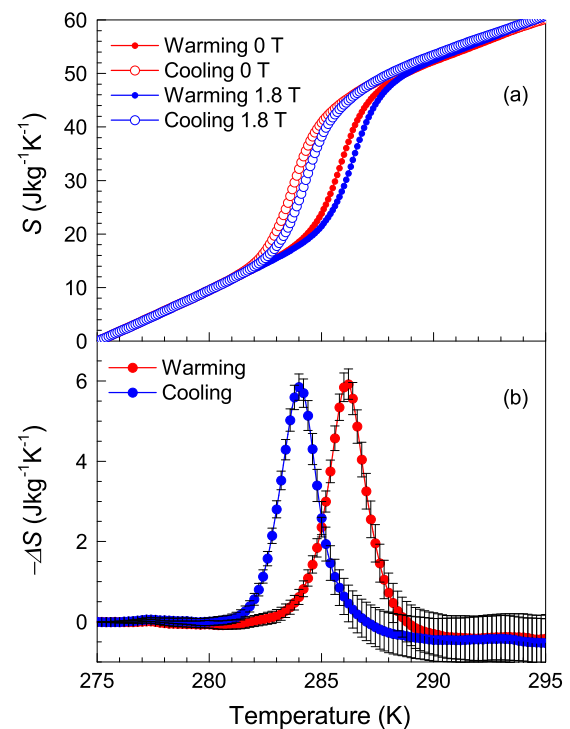 60
50
40
30
20
10
0
S (Jkg⁻¹K⁻¹)
Warming 0 T
Cooling 0 T
Warming 1.8 T
Cooling 1.8 T
(a)
6
4
2
0
−ΔS (Jkg⁻¹K⁻¹)
Warming
Cooling
(b)
275 280 285 290 295
Temperature (K)